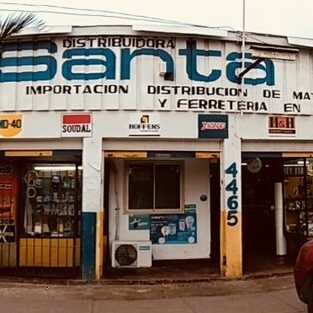 DISTRIBUIDORA
Santa
IMPORTACION DISTRIBUCION DE MAT
Y FERRETERIA EN
WD-40
SOUDAL
HOFFENS
H&H
4465